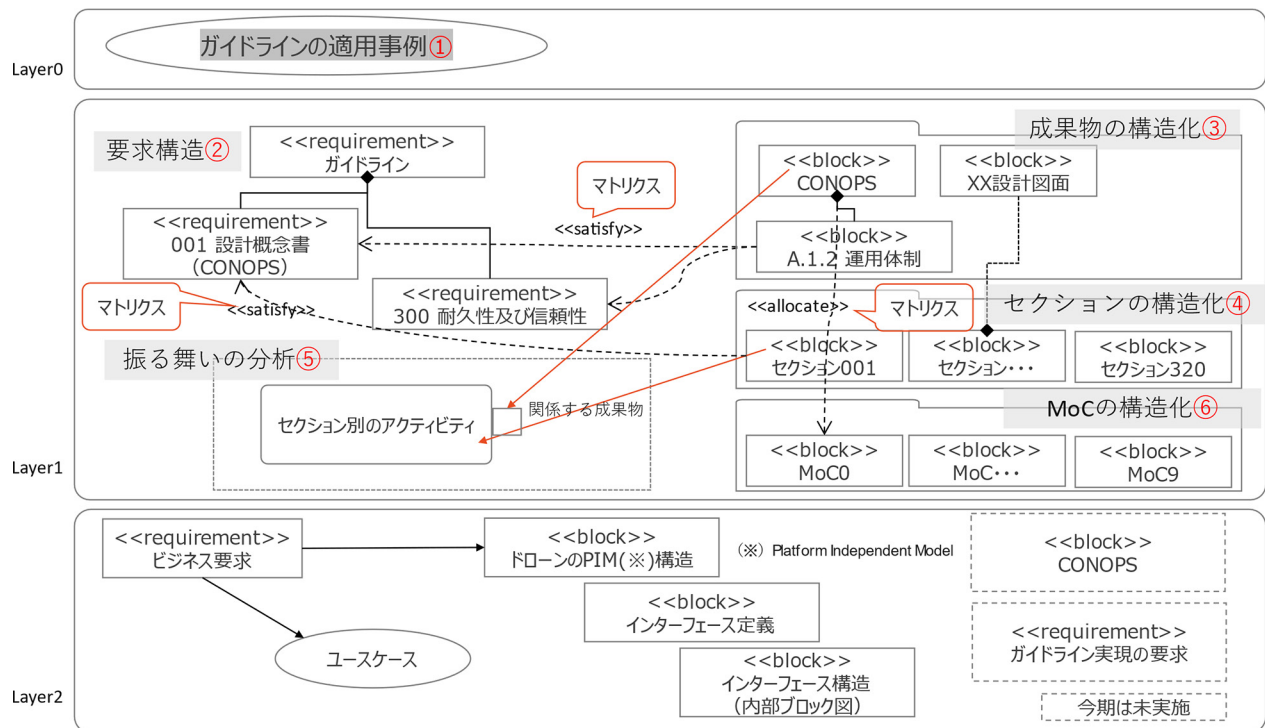 Layer0
ガイドラインの適用事例①
Layer1
要求構造②
<<requirement>>
ガイドライン
<<requirement>>
001 設計概念書
（CONOPS）
<<requirement>>
300 耐久性及び信頼性
マトリクス
<<satisfy>>
マトリクス
<<satisfy>>
成果物の構造化③
<<block>>
CONOPS
<<block>>
XX設計図面
<<block>>
A.1.2 運用体制
<<allocate>>
マトリクス
セクションの構造化④
<<block>>
セクション001
<<block>>
セクション・・・
<<block>>
セクション320
振る舞いの分析⑤
セクション別のアクティビティ
関係する成果物
MoCの構造化⑥
<<block>>
MoC0
<<block>>
MoC・・・
<<block>>
MoC9
Layer2
<<requirement>>
ビジネス要求
<<block>>
ドローンのPIM(※)構造
（※）Platform Independent Model
<<block>>
インターフェース定義
ユースケース
<<block>>
インターフェース構造
（内部ブロック図）
<<block>>
CONOPS
<<requirement>>
ガイドライン実現の要求
今期は未実施